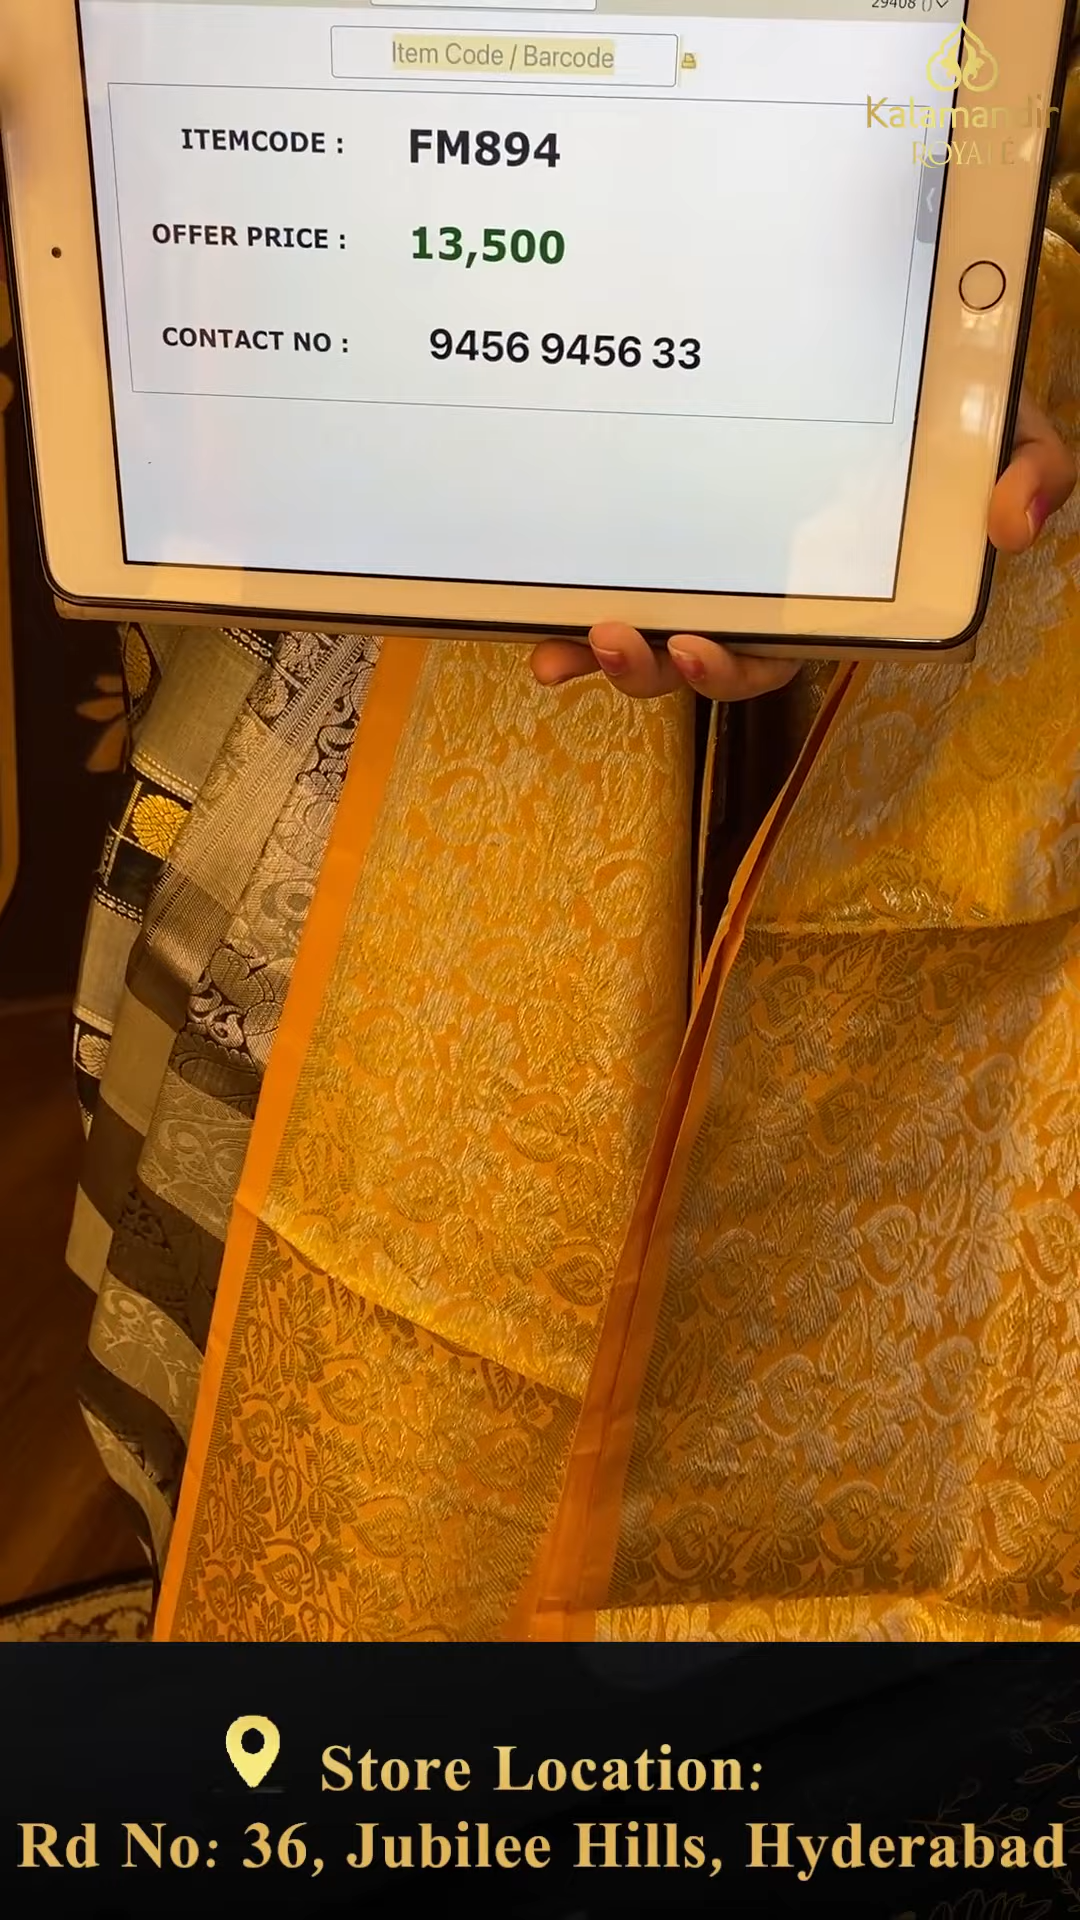 29408 ()
Item Code / Barcode
Kalamandir
ROYALE
ITEMCODE : FM894
OFFER PRICE : 13,500
CONTACT NO : 9456 9456 33
Store Location:
Rd No: 36, Jubilee Hills, Hyderabad